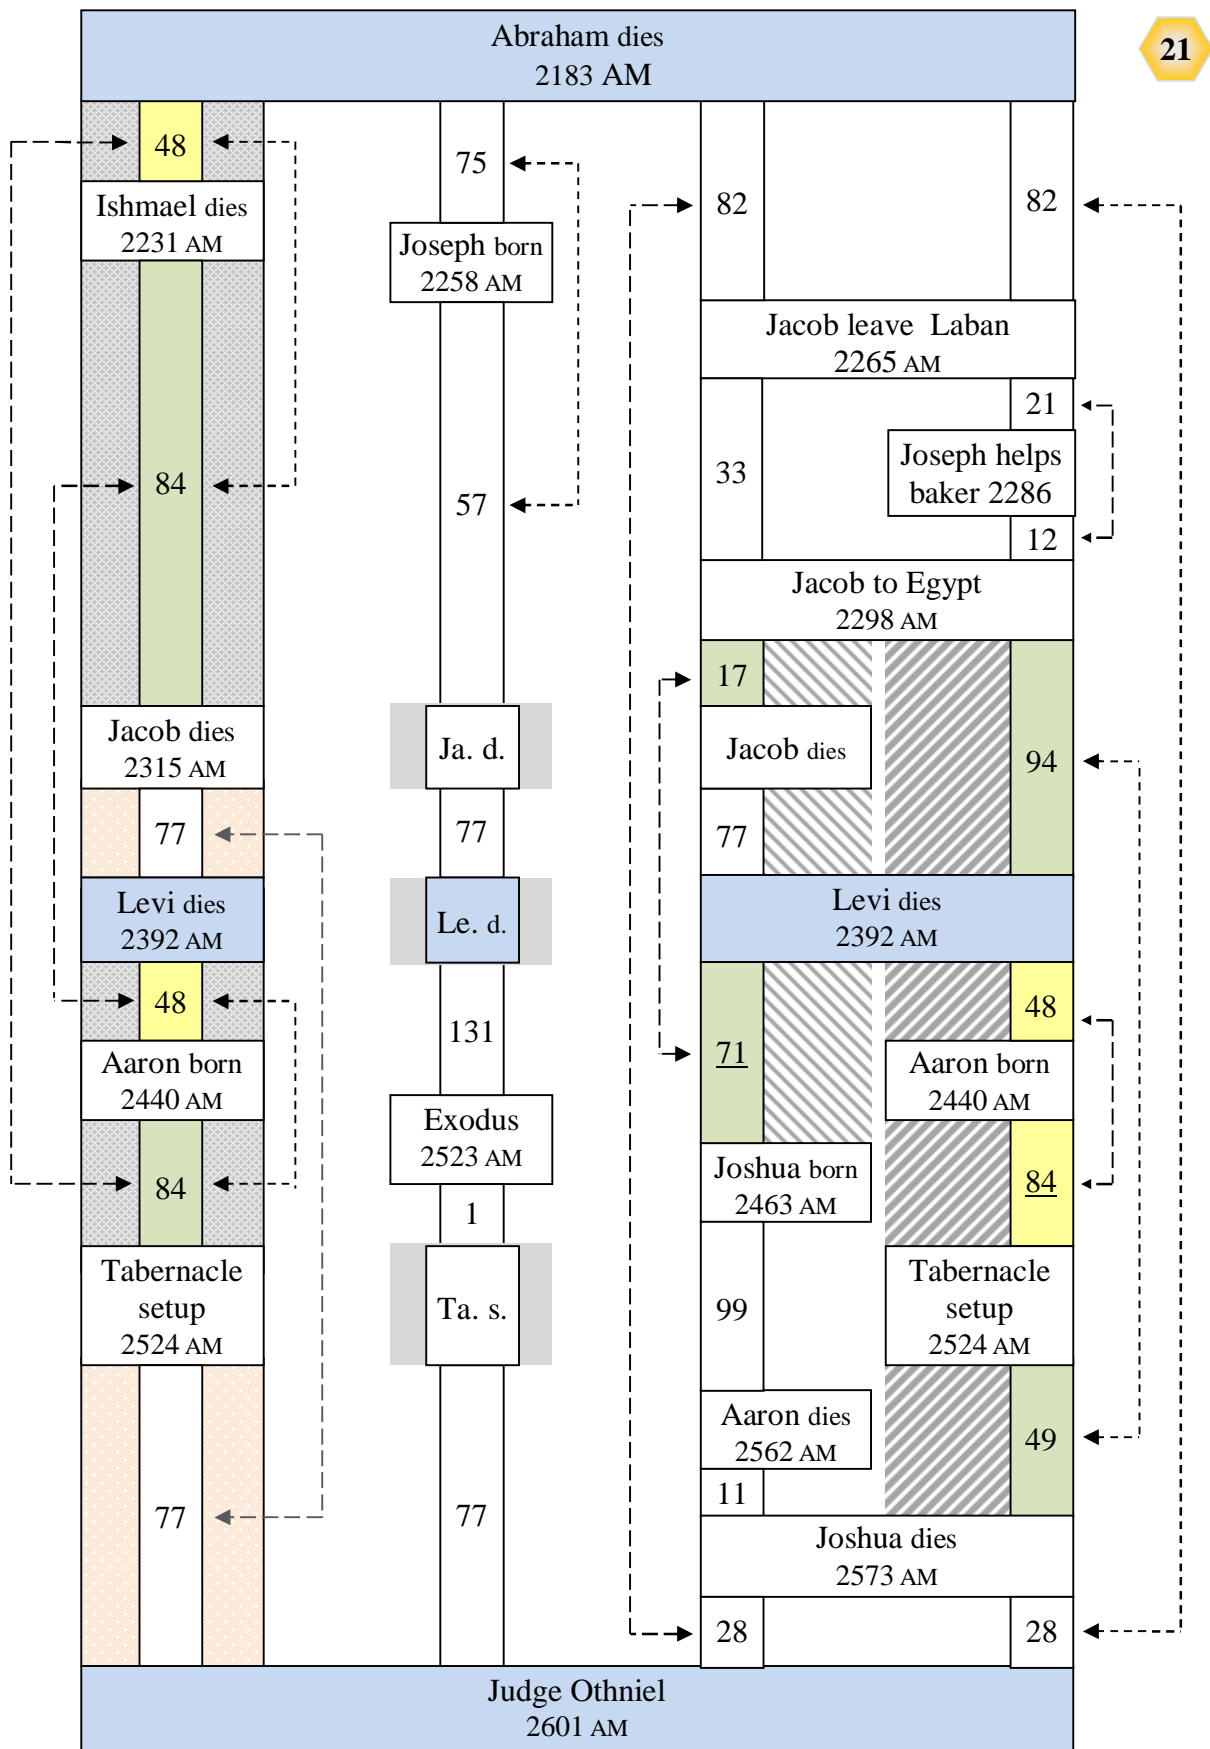 Abraham dies
2183 AM
21
48
Ishmael dies
2231 AM
84
Jacob dies
2315 AM
77
Levi dies
2392 AM
48
Aaron born
2440 AM
84
Tabernacle
setup
2524 AM
77
75
Joseph born
2258 AM
57
Ja. d.
77
Le. d.
131
Exodus
2523 AM
1
Ta. s.
77
82
82
Jacob leave Laban
2265 AM
33
21
Joseph helps
baker 2286
12
Jacob to Egypt
2298 AM
17
Jacob dies
77
94
Levi dies
2392 AM
71
Joshua born
2463 AM
99
Aaron dies
2562 AM
11
48
Aaron born
2440 AM
84
Tabernacle
setup
2524 AM
49
Joshua dies
2573 AM
28
28
Judge Othniel
2601 AM